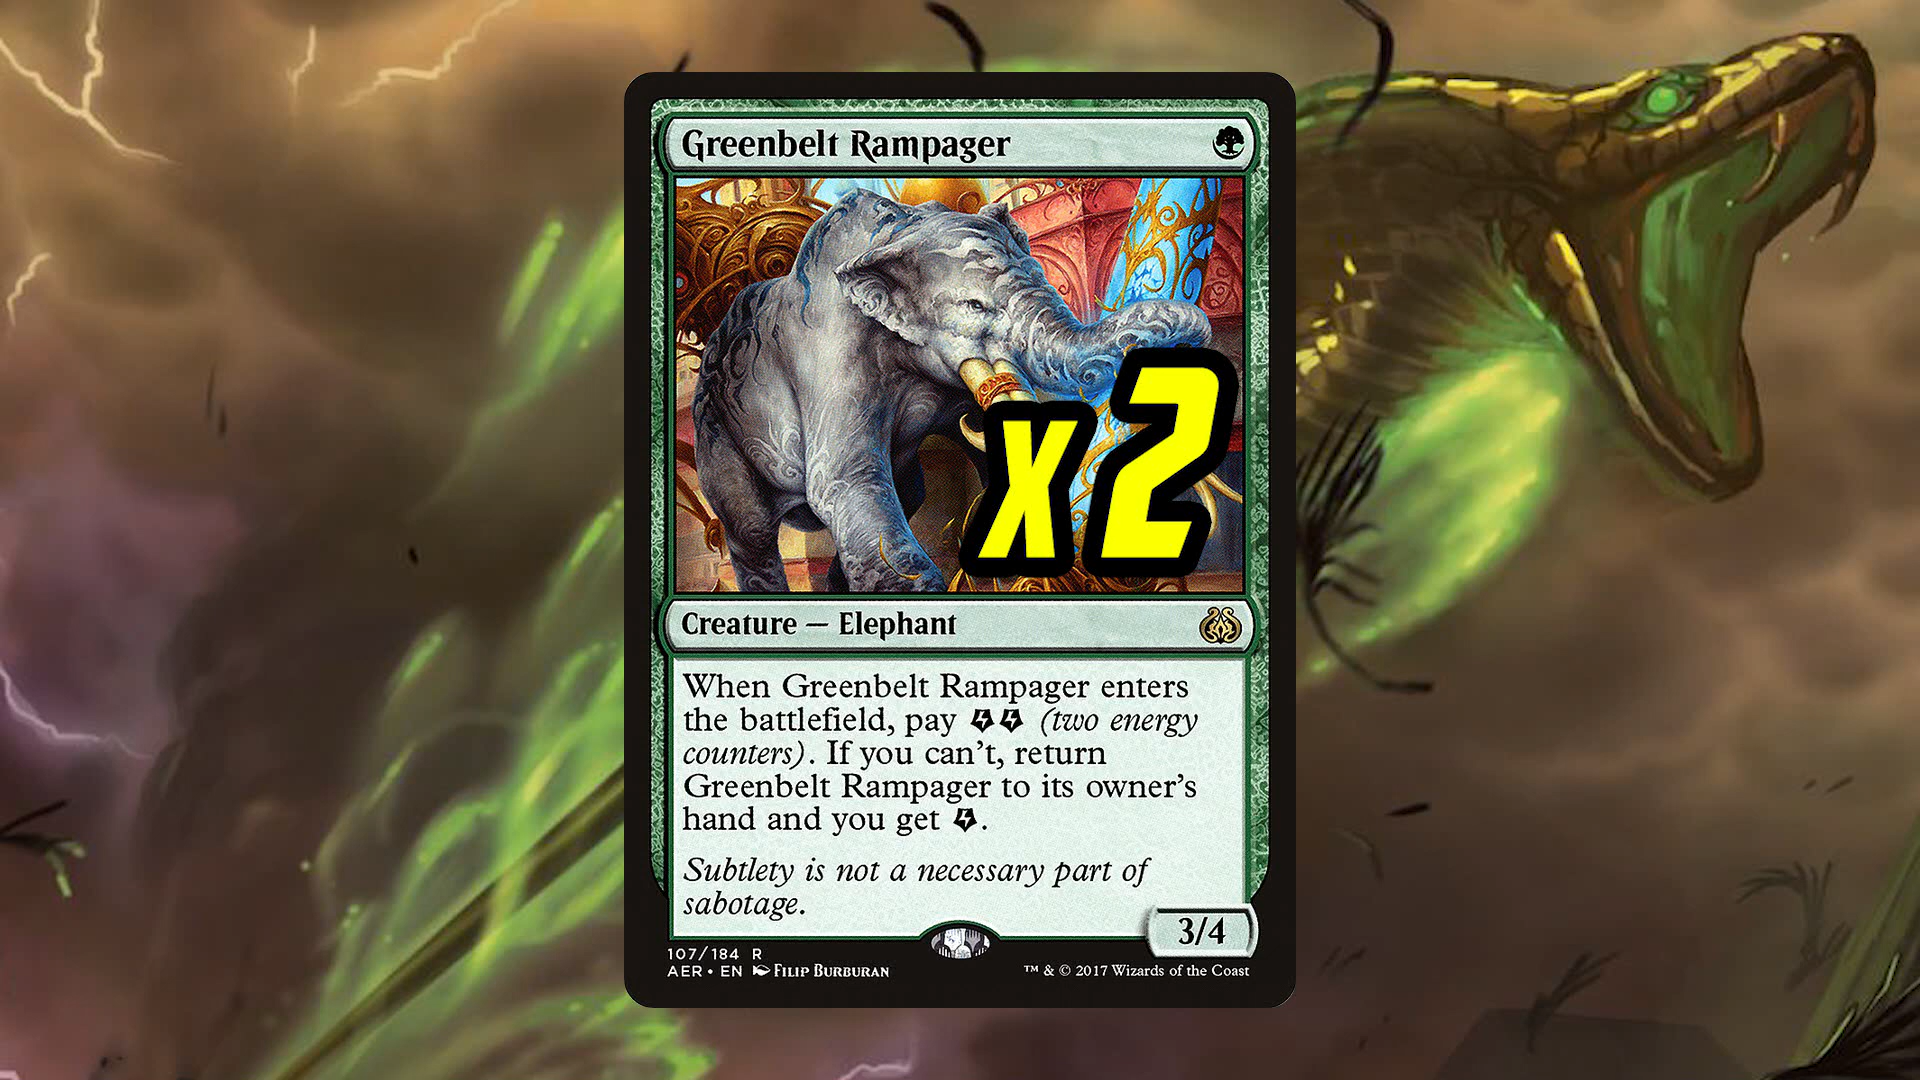 Greenbelt Rampager
x2
Creature — Elephant
When Greenbelt Rampager enters
the battlefield, pay (two energy
counters). If you can't, return
Greenbelt Rampager to its owner's
hand and you get .
Subtlety is not a necessary part of
sabotage.
3/4
107/184 R
AER • EN Filip Burburan
™ & © 2017 Wizards of the Coast